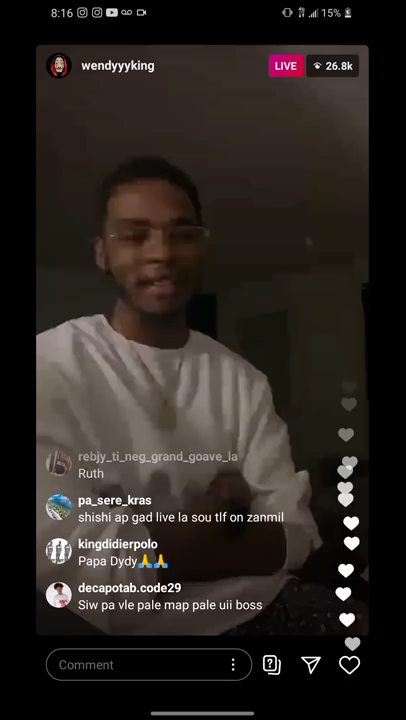 8:16
15%
wendyyyking
LIVE
26.8k
rebjy_ti_neg_grand_goave_la
Ruth
pa_sere_kras
shishi ap gad live la sou tlf on zanmil
kingdidierpolo
Papa Dydy🙏🙏
decapotab.code29
Siw pa vle pale map pale uii boss
Comment